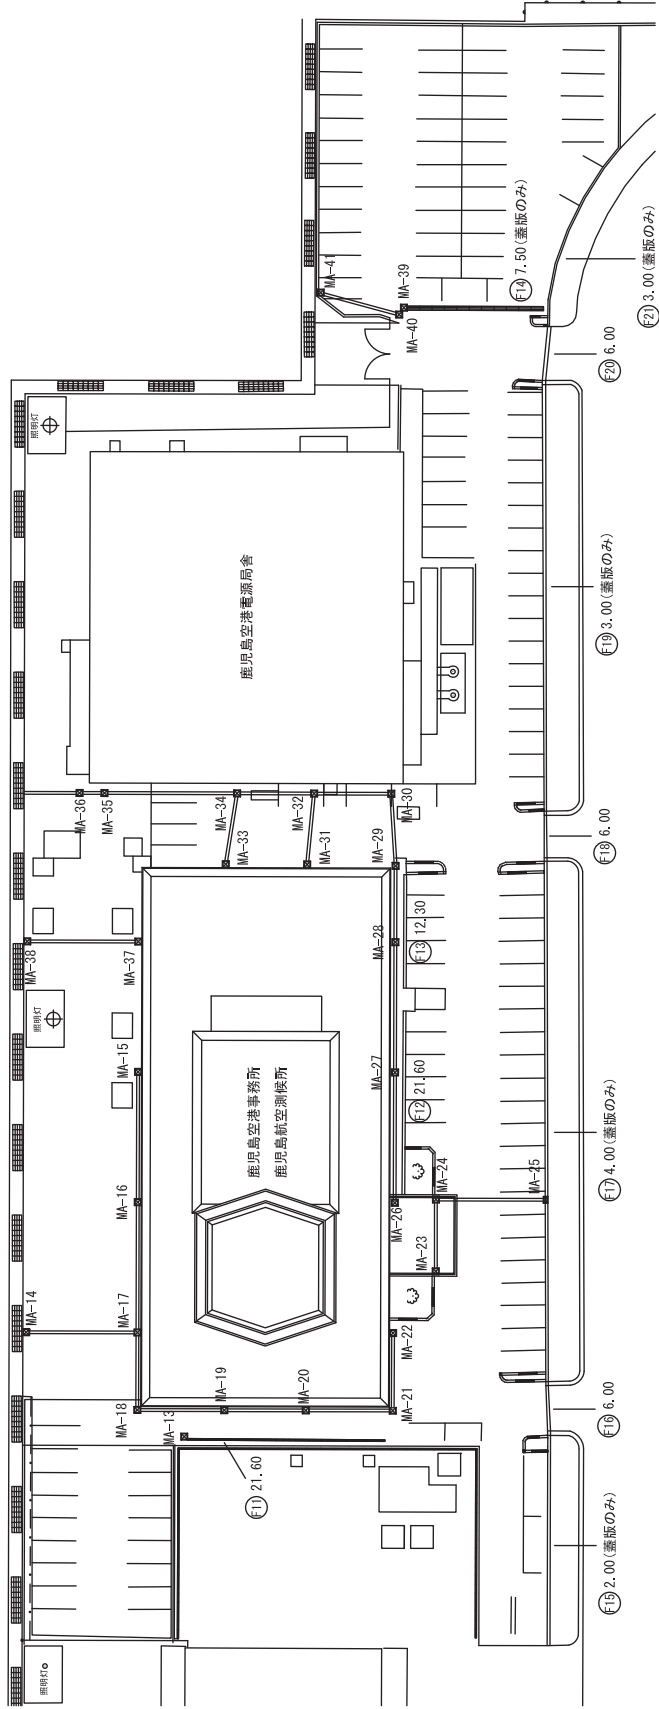 照明灯
MA-13
MA-18
MA-17
MA-14
MA-16
MA-15
MA-37
MA-38
MA-36
MA-35
MA-34
MA-33
MA-32
MA-31
MA-30
MA-29
MA-28
MA-27
MA-26
MA-25
MA-24
MA-23
MA-22
MA-21
MA-20
MA-19
照明灯
照明灯
鹿児島空港事務所
鹿児島航空測候所
鹿児島空港電源局舎
MA-41
MA-39
MA-40
F11 21.60
F12 21.60
F13 12.30
F14 7.50(蓋版のみ)
F15 2.00(蓋版のみ)
F16 6.00
F17 4.00(蓋版のみ)
F18 6.00
F19 3.00(蓋版のみ)
F20 6.00
F21 3.00(蓋版のみ)